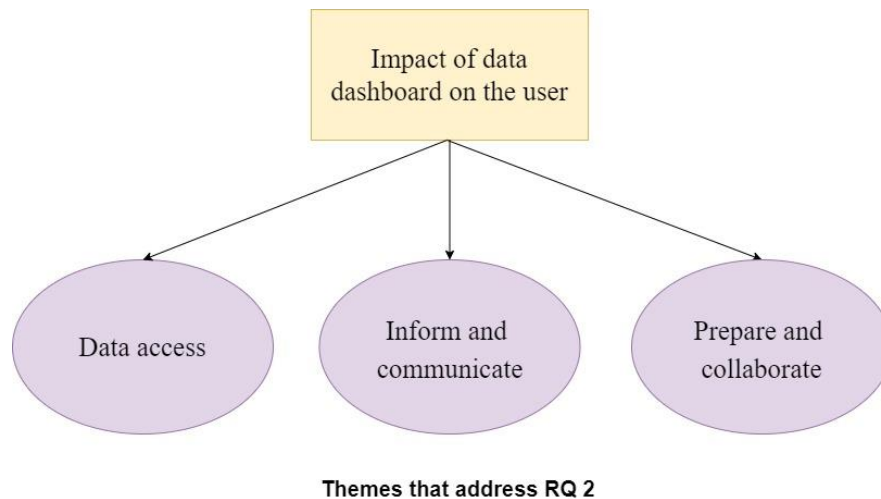 Impact of data
dashboard on the user
Data access
Inform and
communicate
Prepare and
collaborate
Themes that address RQ 2